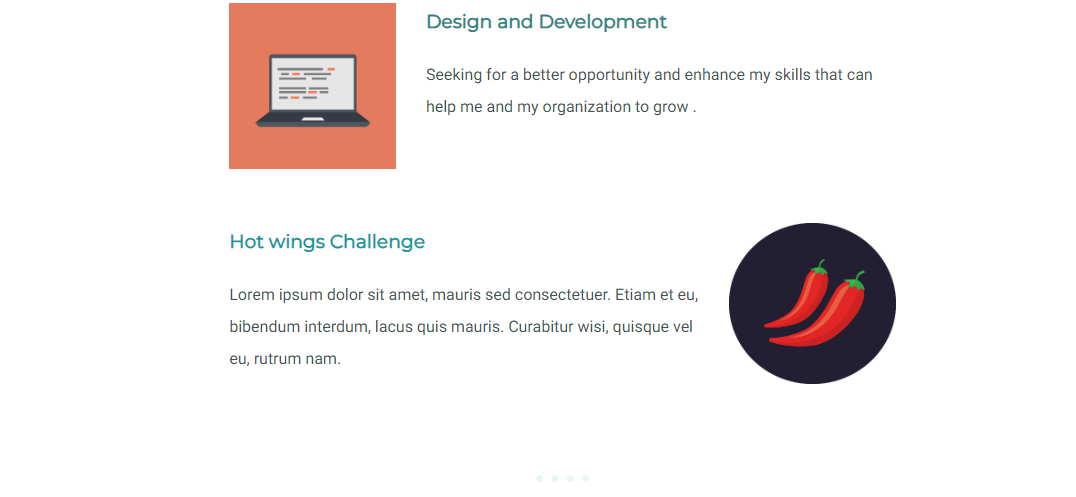 Design and Development
Seeking for a better opportunity and enhance my skills that can
help me and my organization to grow .
Hot wings Challenge
Lorem ipsum dolor sit amet, mauris sed consectetuer. Etiam et eu,
bibendum interdum, lacus quis mauris. Curabitur wisi, quisque vel
eu, rutrum nam.